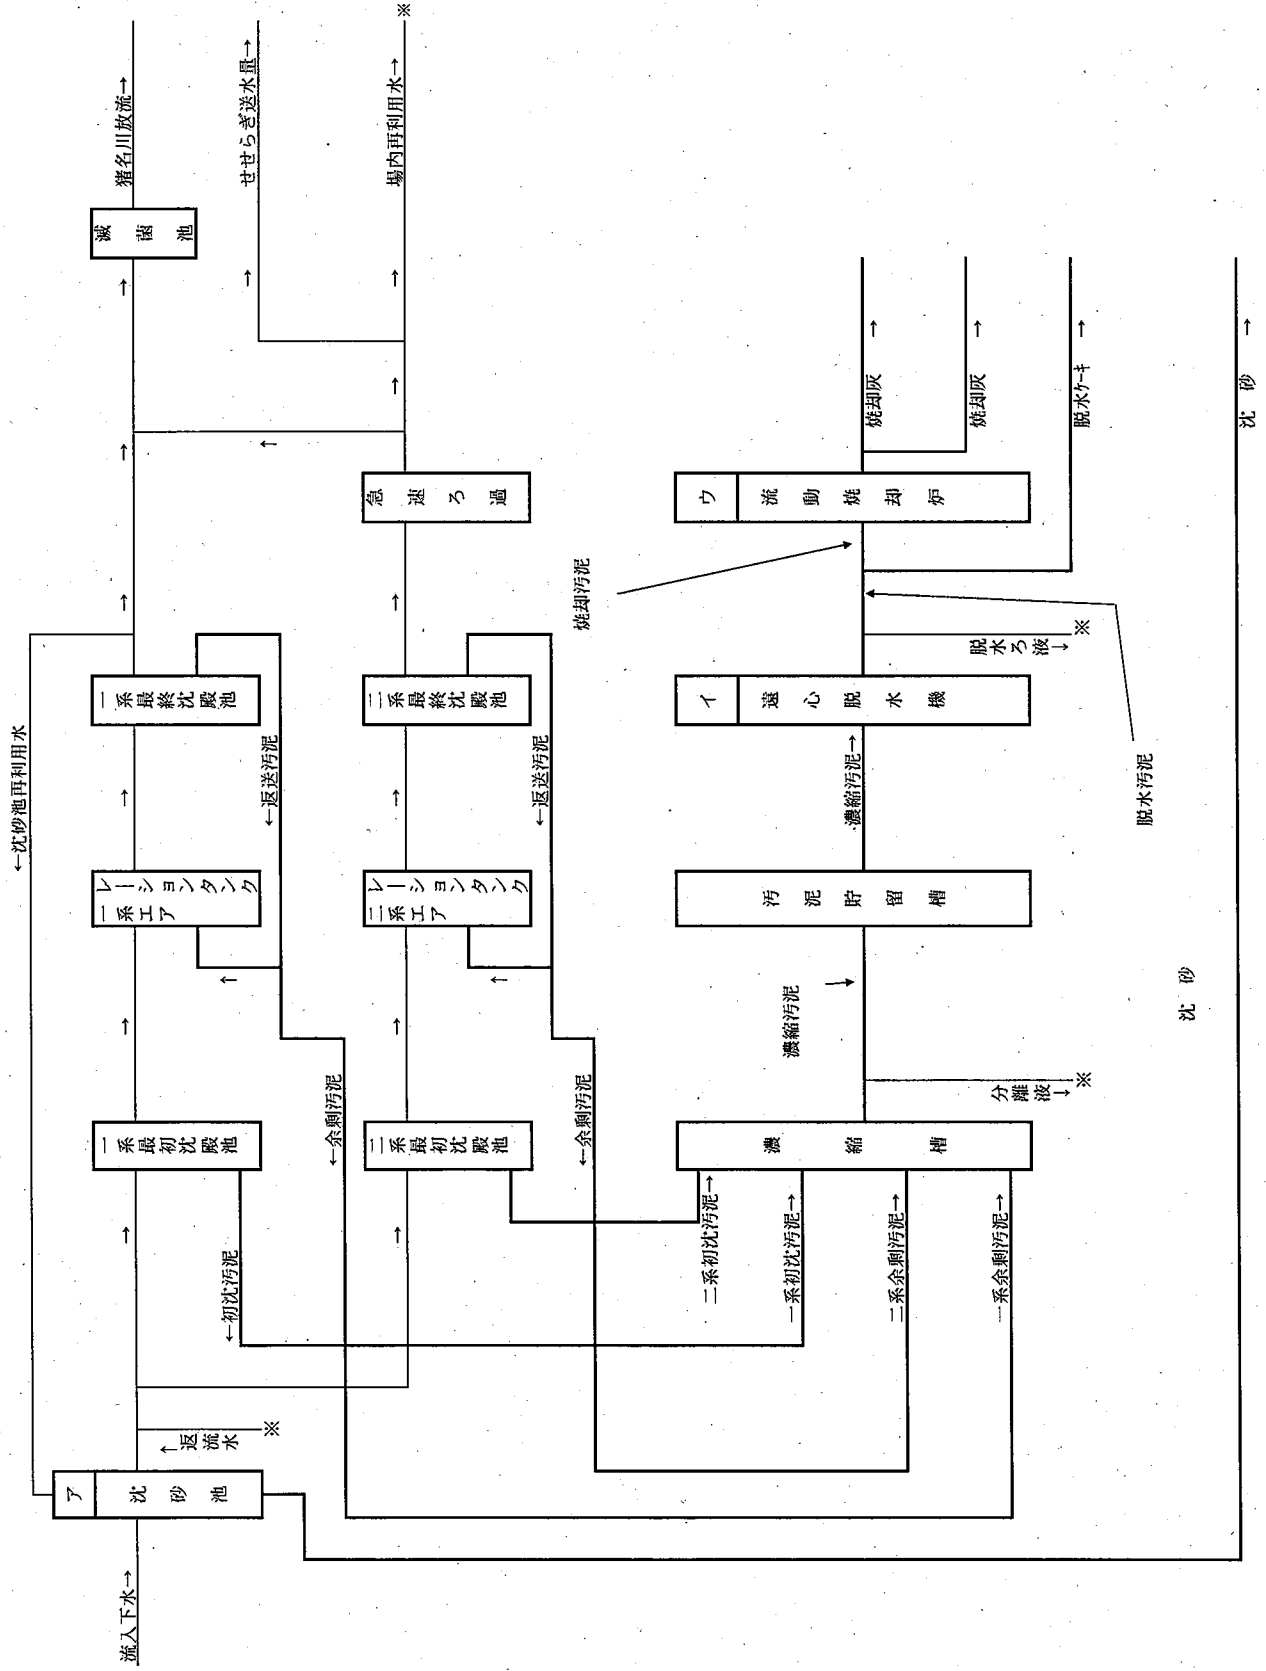 ←沈砂池再利用水
流入下水→
ア
沈砂池
↑返流水
※
→
一系最初沈殿池
→
一系エア
レーションタンク
→
一系最終沈殿池
→
→
→
滅菌池
猪名川放流→
←初沈汚泥
←余剰汚泥
↑
←返送汚泥
↑
→
せせらぎ送水量→
→
二系最初沈殿池
→
二系エア
レーションタンク
→
二系最終沈殿池
→
急速ろ過
→
→
場内再利用水→
※
←余剰汚泥
↑
←返送汚泥
焼却汚泥
二系初沈汚泥→
一系初沈汚泥→
二系余剰汚泥→
一系余剰汚泥→
濃縮槽
分離液↓
※
濃縮汚泥
汚泥貯留槽
濃縮汚泥→
イ
遠心脱水機
脱水ろ液↓
※
ウ
流動焼却炉
焼却灰 →
焼却灰 →
脱水ケーキ →
脱水汚泥
沈砂
沈砂 →